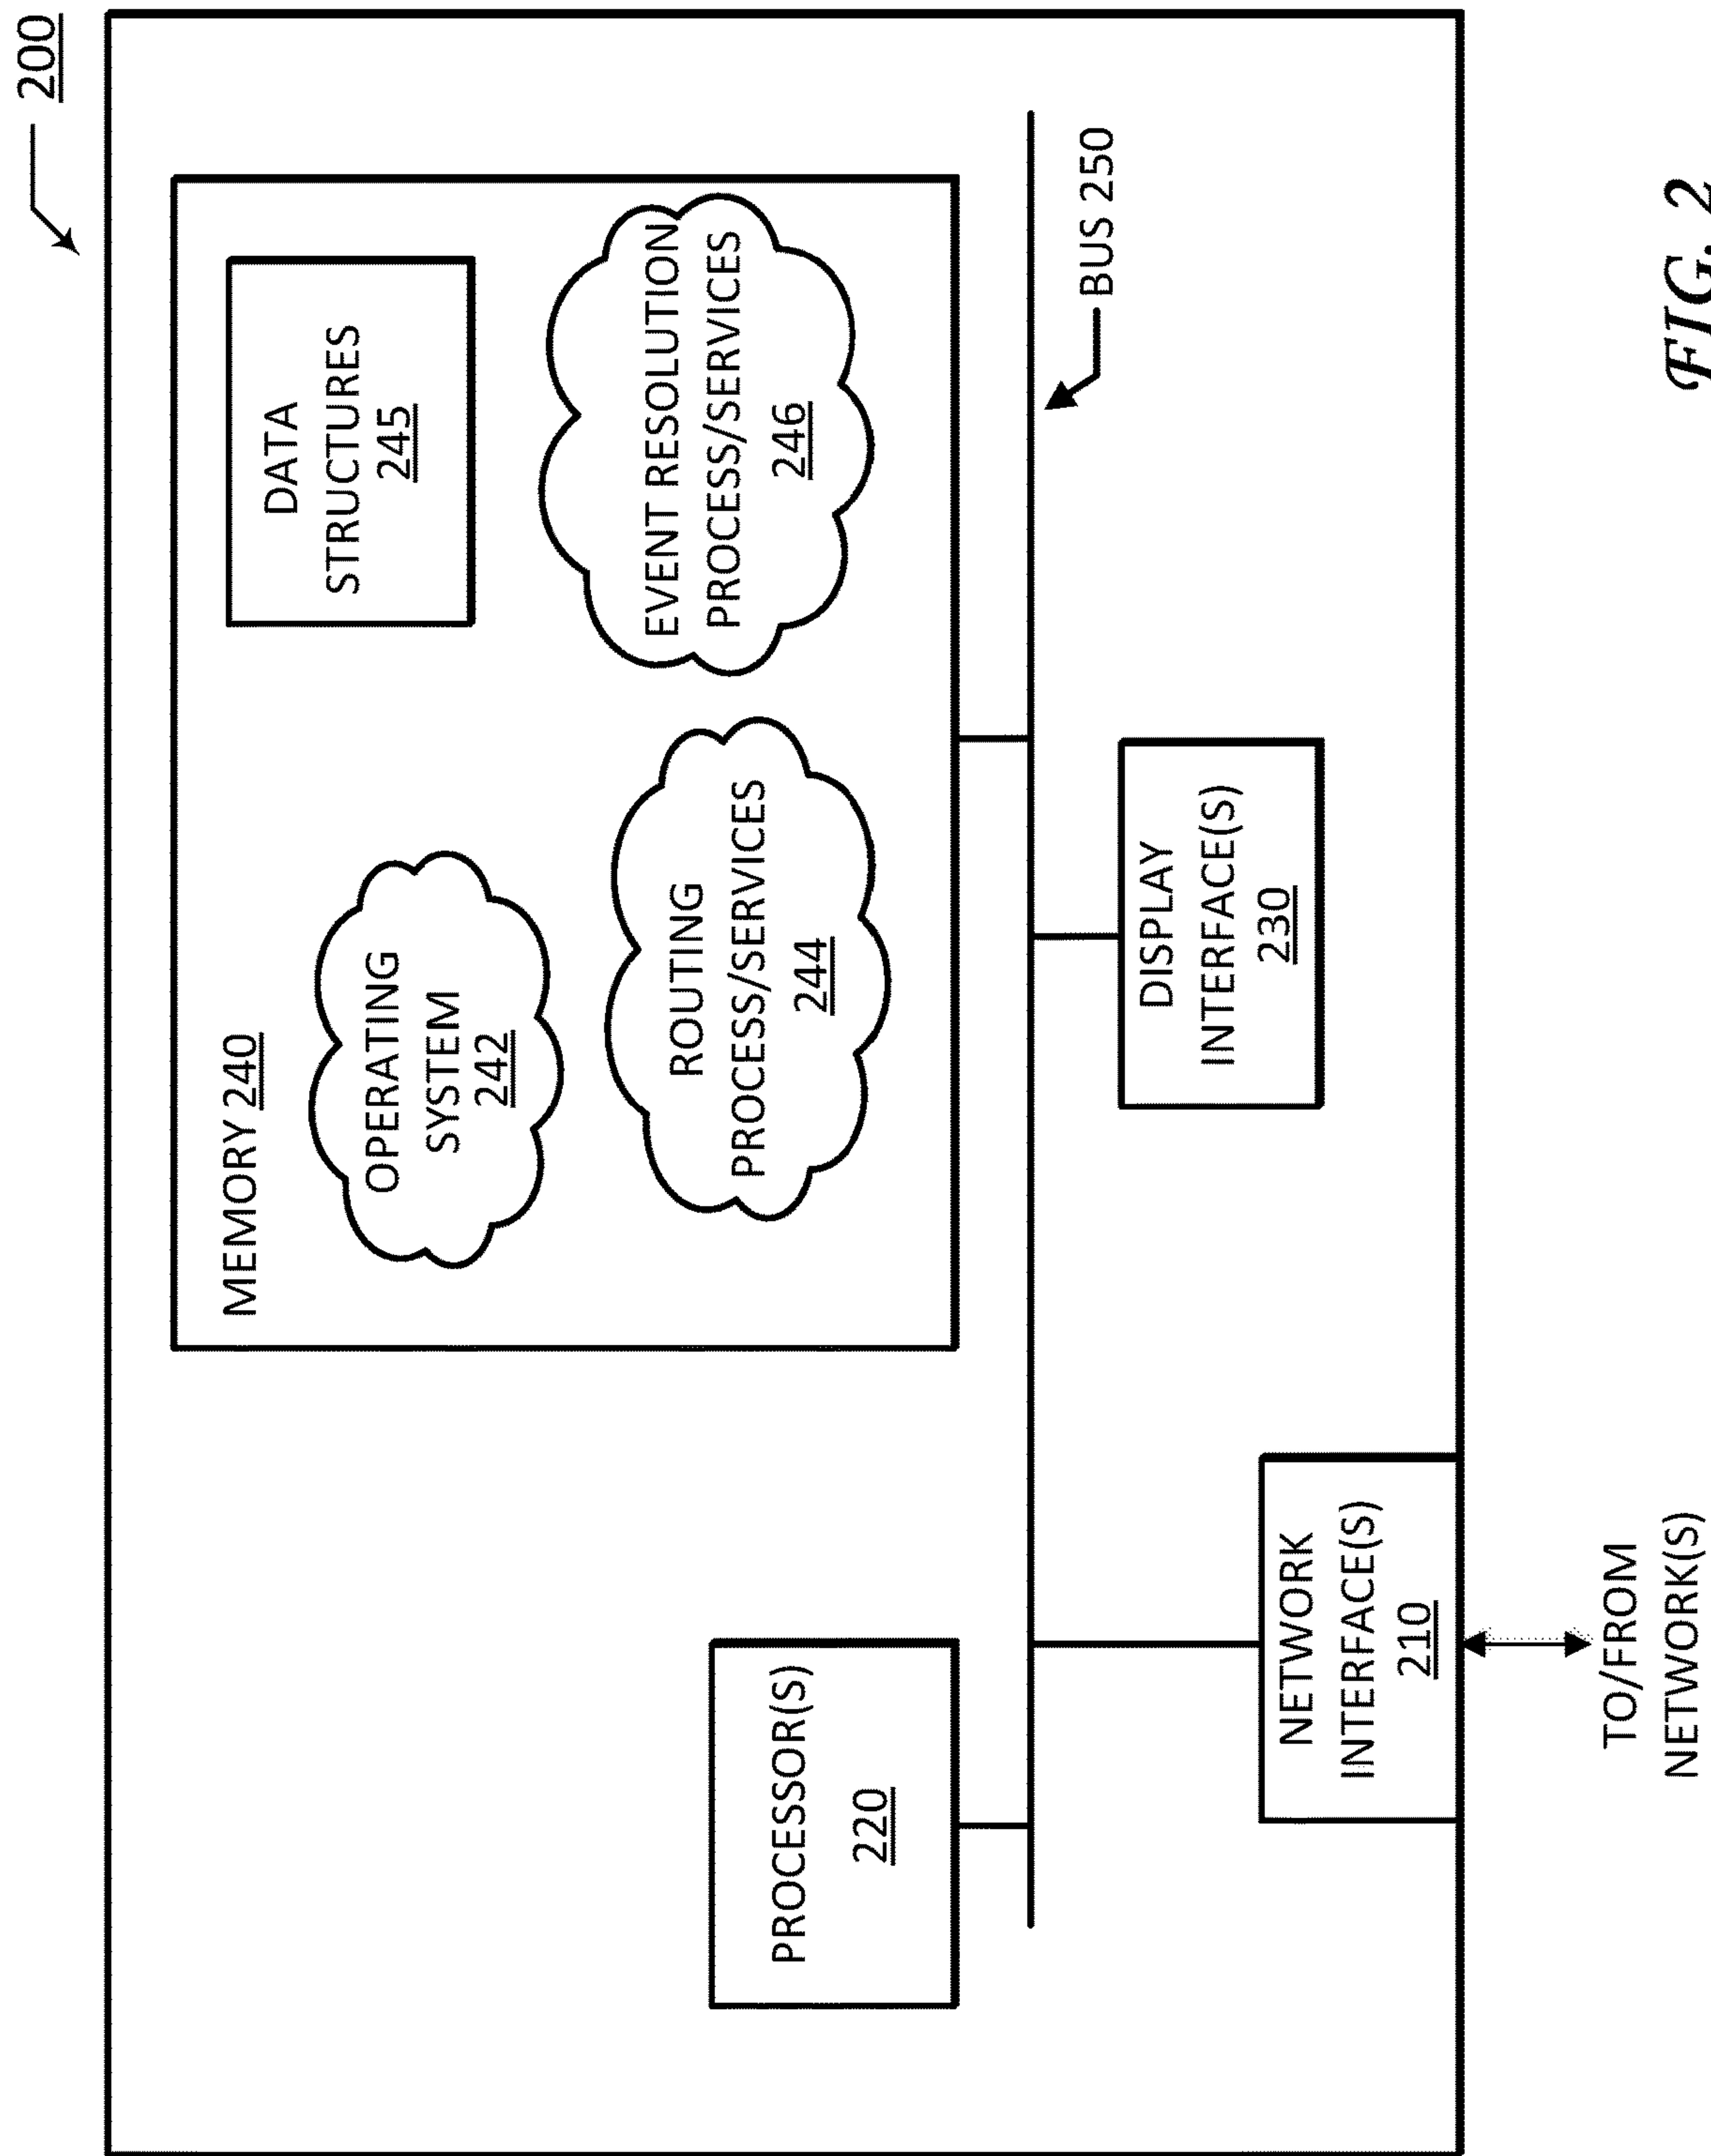 200
MEMORY 240
OPERATING
SYSTEM
242
DATA
STRUCTURES
245
ROUTING
PROCESS/SERVICES
244
EVENT RESOLUTION
PROCESS/SERVICES
246
PROCESSOR(S)
220
BUS 250
NETWORK
INTERFACE(S)
210
DISPLAY
INTERFACE(S)
230
TO/FROM
NETWORK(S)
FIG. 2